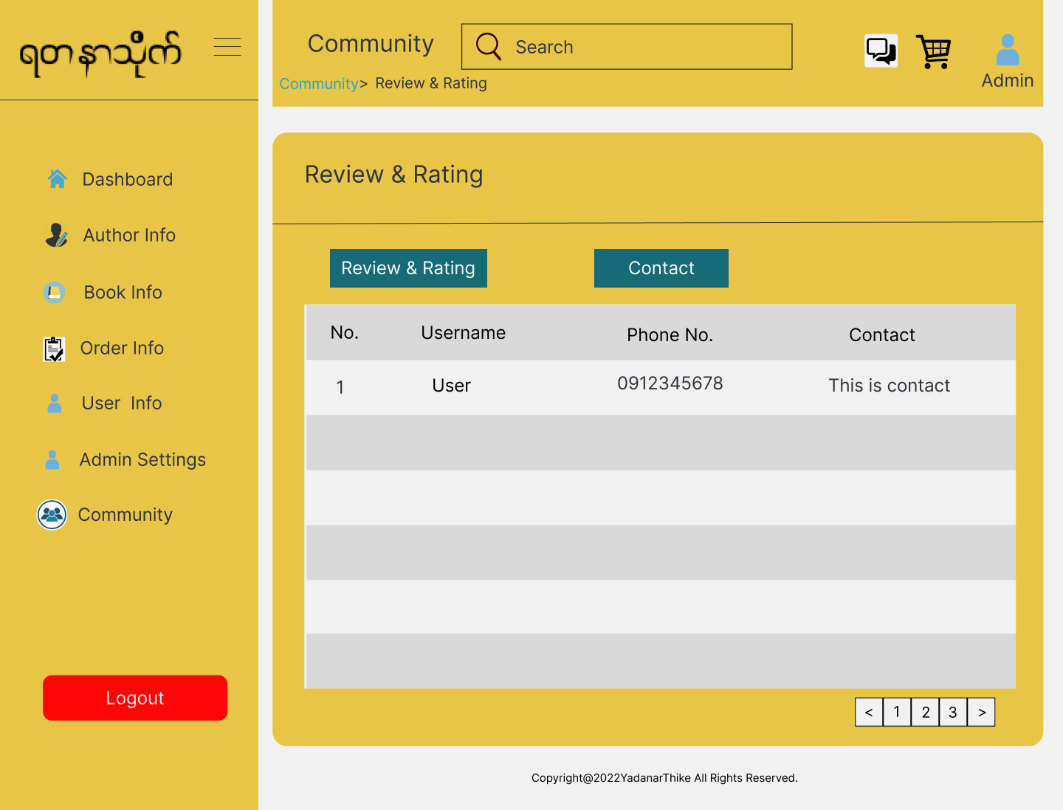 ရတနာသိုက်
Dashboard
Author Info
Book Info
Order Info
User Info
Admin Settings
Community
Logout
Community
Search
Admin
Community> Review & Rating
Review & Rating
Review & Rating
Contact
No. Username Phone No. Contact
1 User 0912345678 This is contact
< 1 2 3 >
Copyright@2022YadanarThike All Rights Reserved.